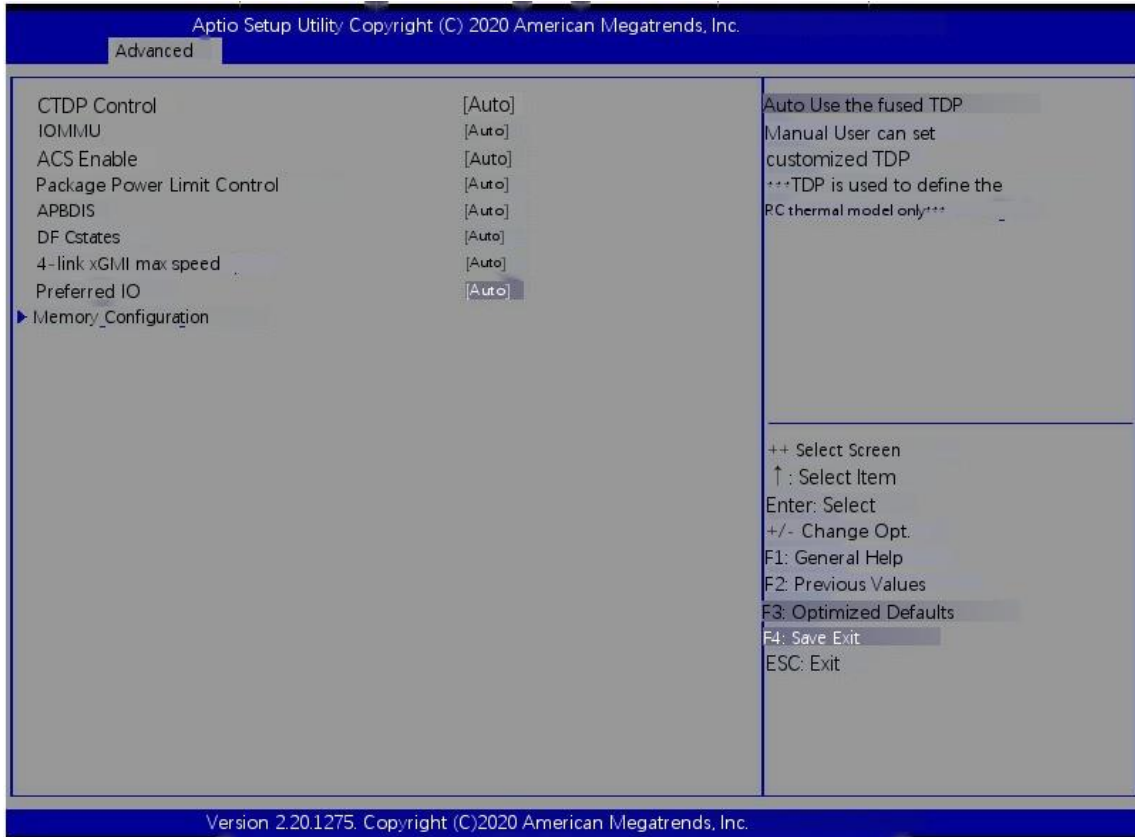 Aptio Setup Utility Copyright (C) 2020 American Megatrends, Inc.
Advanced
CTDP Control [Auto]
IOMMU [Auto]
ACS Enable [Auto]
Package Power Limit Control [Auto]
APBDIS [Auto]
DF Cstates [Auto]
4-link xGMI max speed [Auto]
Preferred IO [Auto]
Memory Configuration
Auto Use the fused TDP
Manual User can set
customized TDP
***TDP is used to define the
RC thermal model only***
++ Select Screen
↑ : Select Item
Enter: Select
+/- Change Opt.
F1: General Help
F2: Previous Values
F3: Optimized Defaults
F4: Save Exit
ESC: Exit
Version 2.20.1275. Copyright (C)2020 American Megatrends, Inc.